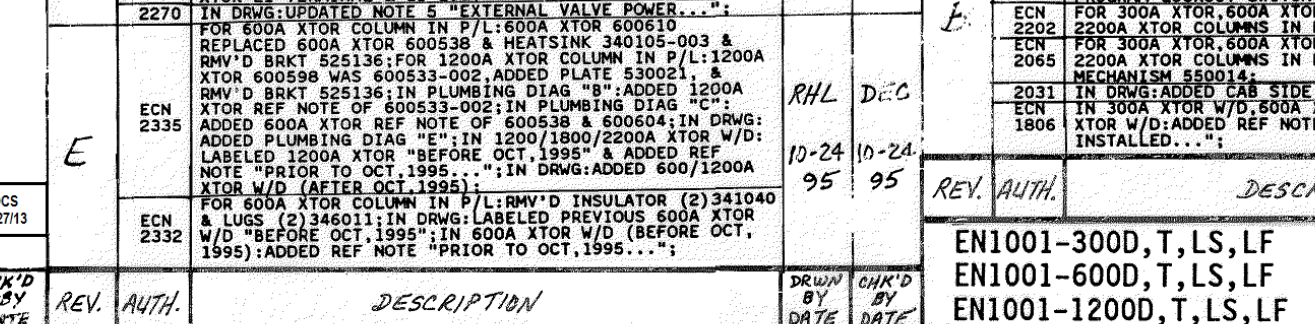 2270 IN DRWG:UPDATED NOTE 5 "EXTERNAL VALVE POWER...";
E
ECN
2335
FOR 600A XTOR COLUMN IN P/L:600A XTOR 600610
REPLACED 600A XTOR 600538 & HEATSINK 340105-003 &
RMV'D BRKT 525136;FOR 1200A XTOR COLUMN IN P/L:1200A
XTOR 600598 WAS 600533-002,ADDED PLATE 530021, &
RMV'D BRKT 525136;IN PLUMBING DIAG "B":ADDED 1200A
XTOR REF NOTE OF 600533-002;IN PLUMBING DIAG "C":
ADDED 600A XTOR REF NOTE OF 600538 & 600604;IN DRWG:
ADDED PLUMBING DIAG "E";IN 1200/1800/2200A XTOR W/D:
LABELED 1200A XTOR "BEFORE OCT,1995" & ADDED REF
NOTE "PRIOR TO OCT,1995...";IN DRWG:ADDED 600/1200A
XTOR W/D (AFTER OCT,1995);
ECN
2332
FOR 600A XTOR COLUMN IN P/L:RMV'D INSULATOR (2)341040
& LUGS (2)346011;IN DRWG:LABELED PREVIOUS 600A XTOR
W/D "BEFORE OCT,1995";IN 600A XTOR W/D (BEFORE OCT,
1995):ADDED REF NOTE "PRIOR TO OCT,1995...";
RHL
10-24
95
DEC
10-24
95
27/13
BY
REV. AUTH. DESCRIPTION
DRWN
BY
DATE
CHK'D
BY
DATE
ECN
2202
2200A XTOR COLUMNS IN
FOR 300A XTOR,600A
ECN
2065
FOR 300A XTOR,600A
2200A XTOR COLUMNS IN
MECHANISM 550014;
2031 IN DRWG:ADDED CAB SIDE
ECN
1806
IN 300A XTOR W/D,600A
XTOR W/D:ADDED REF
INSTALLED...";
REV. AUTH.
EN1001-300D,T,LS,LF
EN1001-600D,T,LS,LF
EN1001-1200D,T,LS,LF